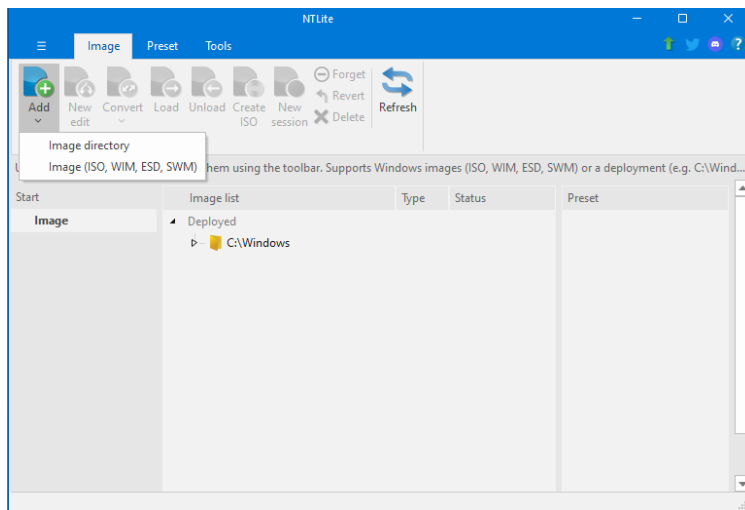 NTLite
Image Preset Tools
Add
New edit
Convert
Load
Unload
Create ISO
New session
Forget
Revert
Delete
Refresh
Image directory
Image (ISO, WIM, ESD, SWM)
hem using the toolbar. Supports Windows images (ISO, WIM, ESD, SWM) or a deployment (e.g. C:\Wind...
Start
Image
Image list Type Status
Deployed
C:\Windows
Preset